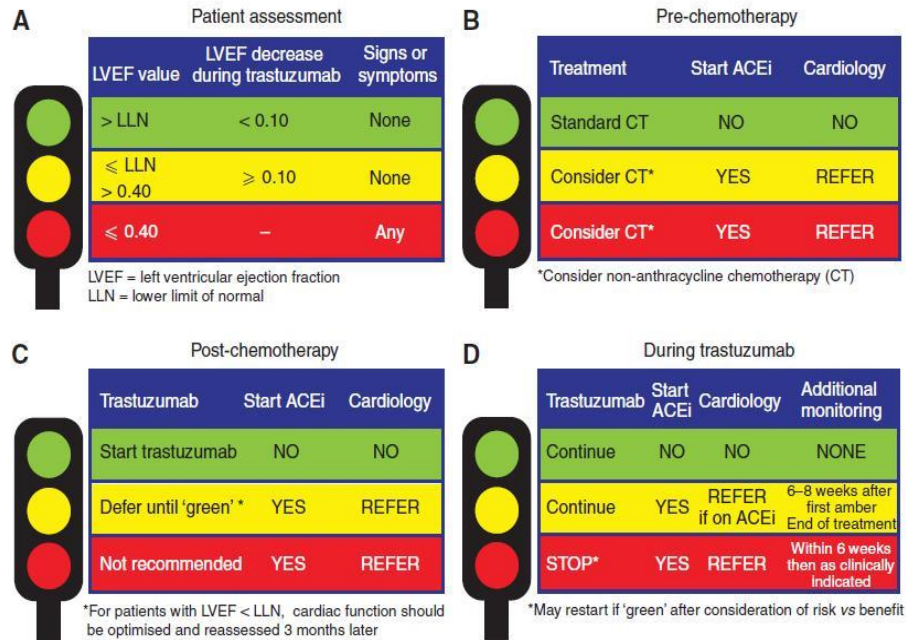 A
Patient assessment
LVEF value LVEF decrease during trastuzumab Signs or symptoms
> LLN < 0.10 None
⩽ LLN > 0.40 ⩾ 0.10 None
⩽ 0.40 – Any
LVEF = left ventricular ejection fraction
LLN = lower limit of normal
B
Pre-chemotherapy
Treatment Start ACEi Cardiology
Standard CT NO NO
Consider CT* YES REFER
Consider CT* YES REFER
*Consider non-anthracycline chemotherapy (CT)
C
Post-chemotherapy
Trastuzumab Start ACEi Cardiology
Start trastuzumab NO NO
Defer until ‘green’ * YES REFER
Not recommended YES REFER
*For patients with LVEF < LLN, cardiac function should
be optimised and reassessed 3 months later
D
During trastuzumab
Trastuzumab Start ACEi Cardiology Additional monitoring
Continue NO NO NONE
Continue YES REFER if on ACEi 6–8 weeks after first amber End of treatment
STOP* YES REFER Within 6 weeks then as clinically indicated
*May restart if ‘green’ after consideration of risk vs benefit